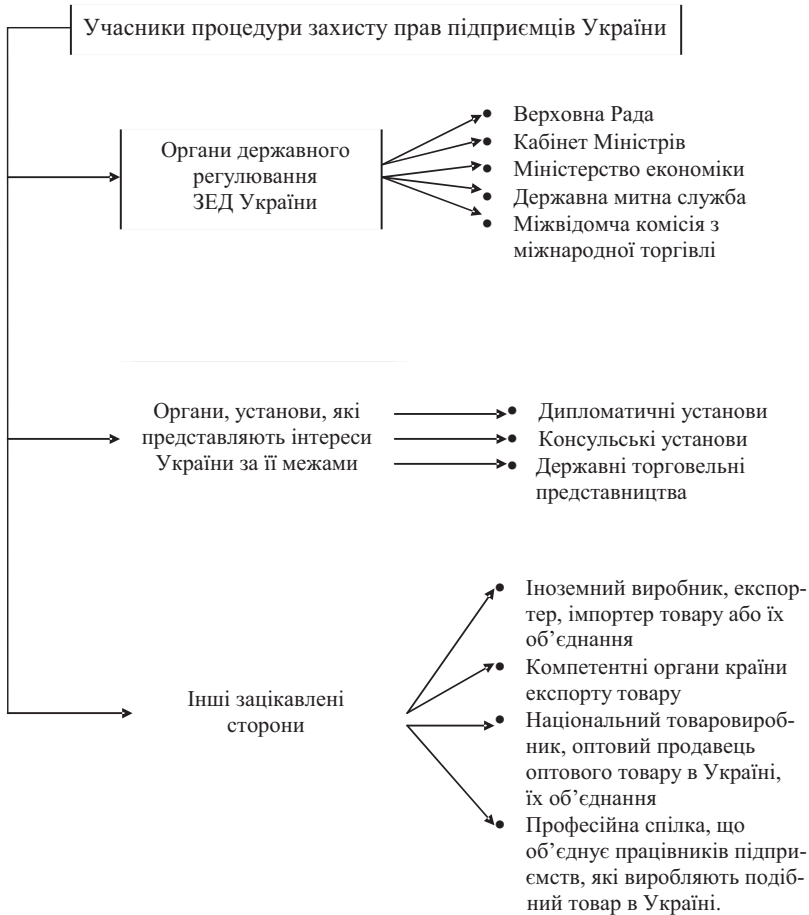 Учасники процедури захисту прав підприємців України
Органи державного
регулювання
ЗЕД України
• Верховна Рада
• Кабінет Міністрів
• Міністерство економіки
• Державна митна служба
• Міжвідомча комісія з
міжнародної торгівлі
Органи, установи, які
представляють інтереси
України за її межами
• Дипломатичні установи
• Консульські установи
• Державні торговельні
представництва
Інші зацікавлені
сторони
• Іноземний виробник, експор-
тер, імпортер товару або їх
об’єднання
• Компетентні органи країни
експорту товару
• Національний товаровироб-
ник, оптовий продавець
оптового товару в Україні,
їх об’єднання
• Професійна спілка, що
об’єднує працівників підпри-
ємств, які виробляють подіб-
ний товар в Україні.